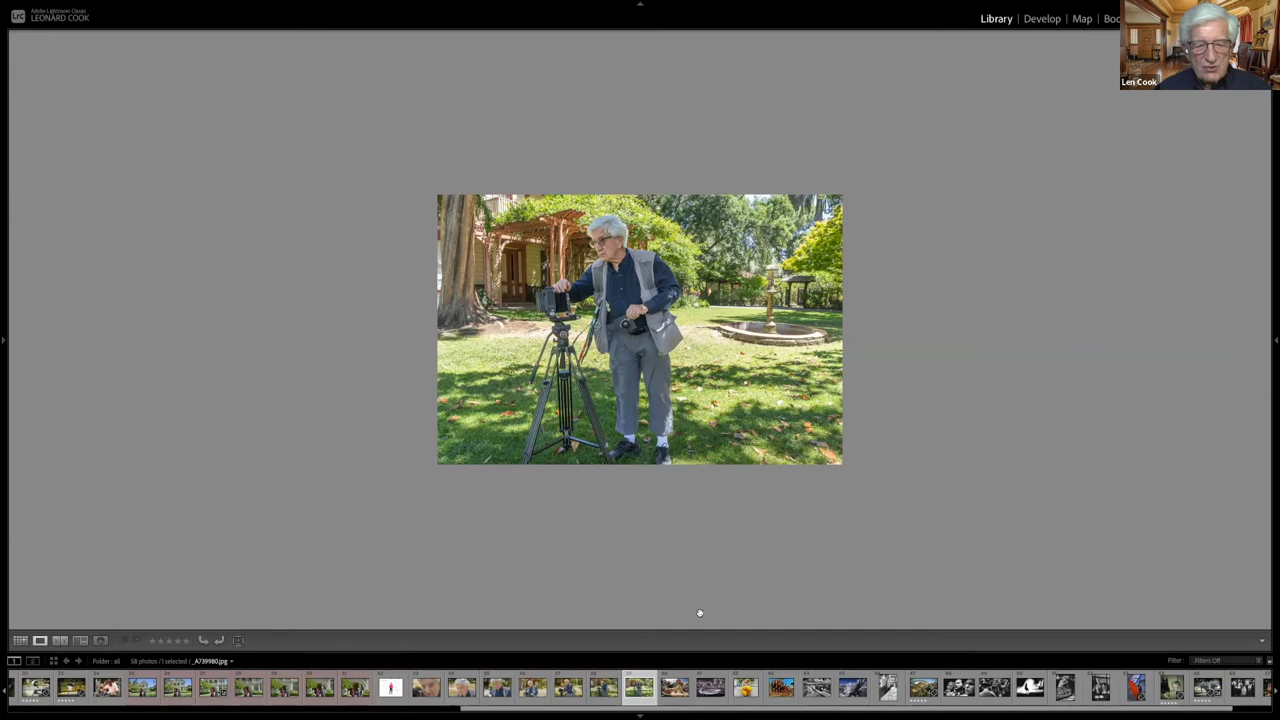 LrC
Adobe Lightroom Classic
LEONARD COOK
Library | Develop | Map | Boo
Len Cook
Folder : all
58 photos / 1 selected / _A739980.jpg
Filter :
Filters Off